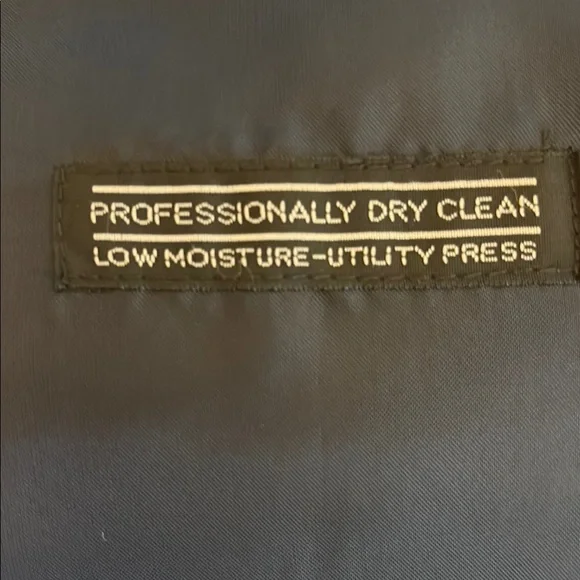 PROFESSIONALLY DRY CLEAN
LOW MOISTURE-UTILITY PRESS